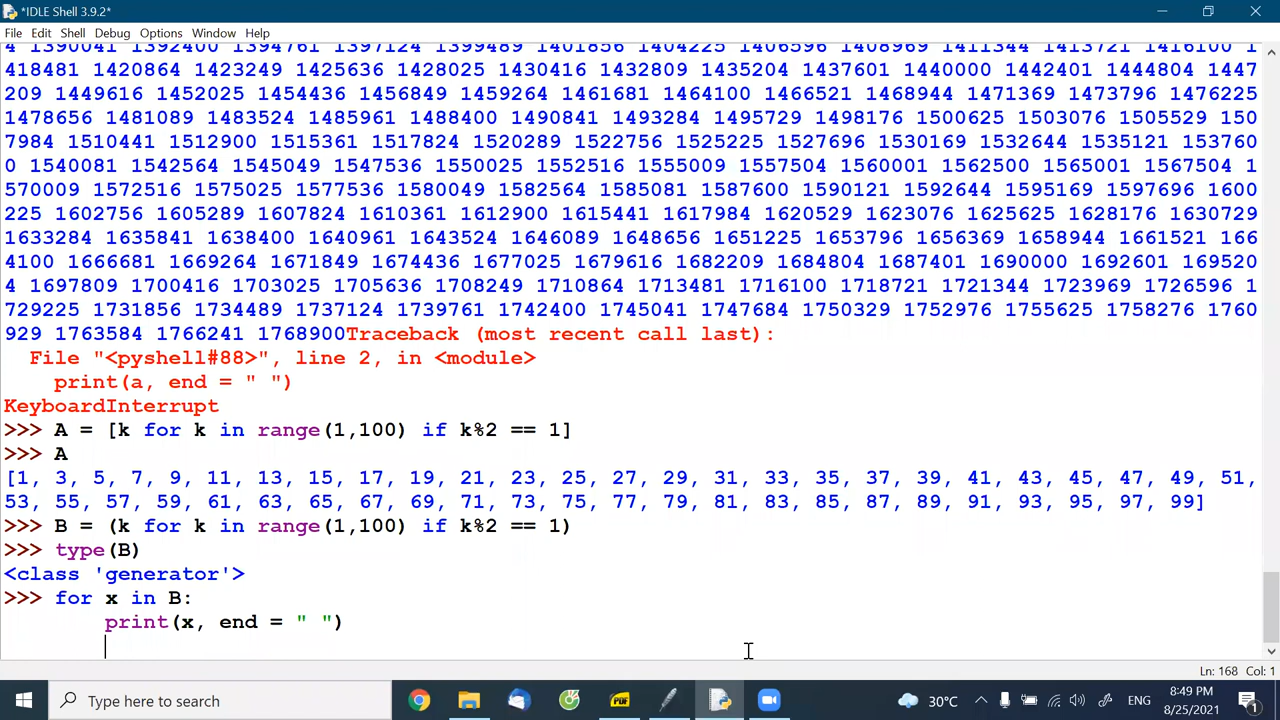 *IDLE Shell 3.9.2*
File Edit Shell Debug Options Window Help
4 1390041 1392400 1394761 1397124 1399489 1401856 1404225 1406596 1408969 1411344 1413721 1416100 1
418481 1420864 1423249 1425636 1428025 1430416 1432809 1435204 1437601 1440000 1442401 1444804 1447
209 1449616 1452025 1454436 1456849 1459264 1461681 1464100 1466521 1468944 1471369 1473796 1476225
1478656 1481089 1483524 1485961 1488400 1490841 1493284 1495729 1498176 1500625 1503076 1505529 150
7984 1510441 1512900 1515361 1517824 1520289 1522756 1525225 1527696 1530169 1532644 1535121 153760
0 1540081 1542564 1545049 1547536 1550025 1552516 1555009 1557504 1560001 1562500 1565001 1567504 1
570009 1572516 1575025 1577536 1580049 1582564 1585081 1587600 1590121 1592644 1595169 1597696 1600
225 1602756 1605289 1607824 1610361 1612900 1615441 1617984 1620529 1623076 1625625 1628176 1630729
1633284 1635841 1638400 1640961 1643524 1646089 1648656 1651225 1653796 1656369 1658944 1661521 166
4100 1666681 1669264 1671849 1674436 1677025 1679616 1682209 1684804 1687401 1690000 1692601 169520
4 1697809 1700416 1703025 1705636 1708249 1710864 1713481 1716100 1718721 1721344 1723969 1726596 1
729225 1731856 1734489 1737124 1739761 1742400 1745041 1747684 1750329 1752976 1755625 1758276 1760
929 1763584 1766241 1768900Traceback (most recent call last):
  File "<pyshell#88>", line 2, in <module>
    print(a, end = " ")
KeyboardInterrupt
>>> A = [k for k in range(1,100) if k%2 == 1]
>>> A
[1, 3, 5, 7, 9, 11, 13, 15, 17, 19, 21, 23, 25, 27, 29, 31, 33, 35, 37, 39, 41, 43, 45, 47, 49, 51,
53, 55, 57, 59, 61, 63, 65, 67, 69, 71, 73, 75, 77, 79, 81, 83, 85, 87, 89, 91, 93, 95, 97, 99]
>>> B = (k for k in range(1,100) if k%2 == 1)
>>> type(B)
<class 'generator'>
>>> for x in B:
        print(x, end = " ")
Ln: 168 Col: 1
Type here to search
PDF
30°C
ENG
8:49 PM
8/25/2021
1